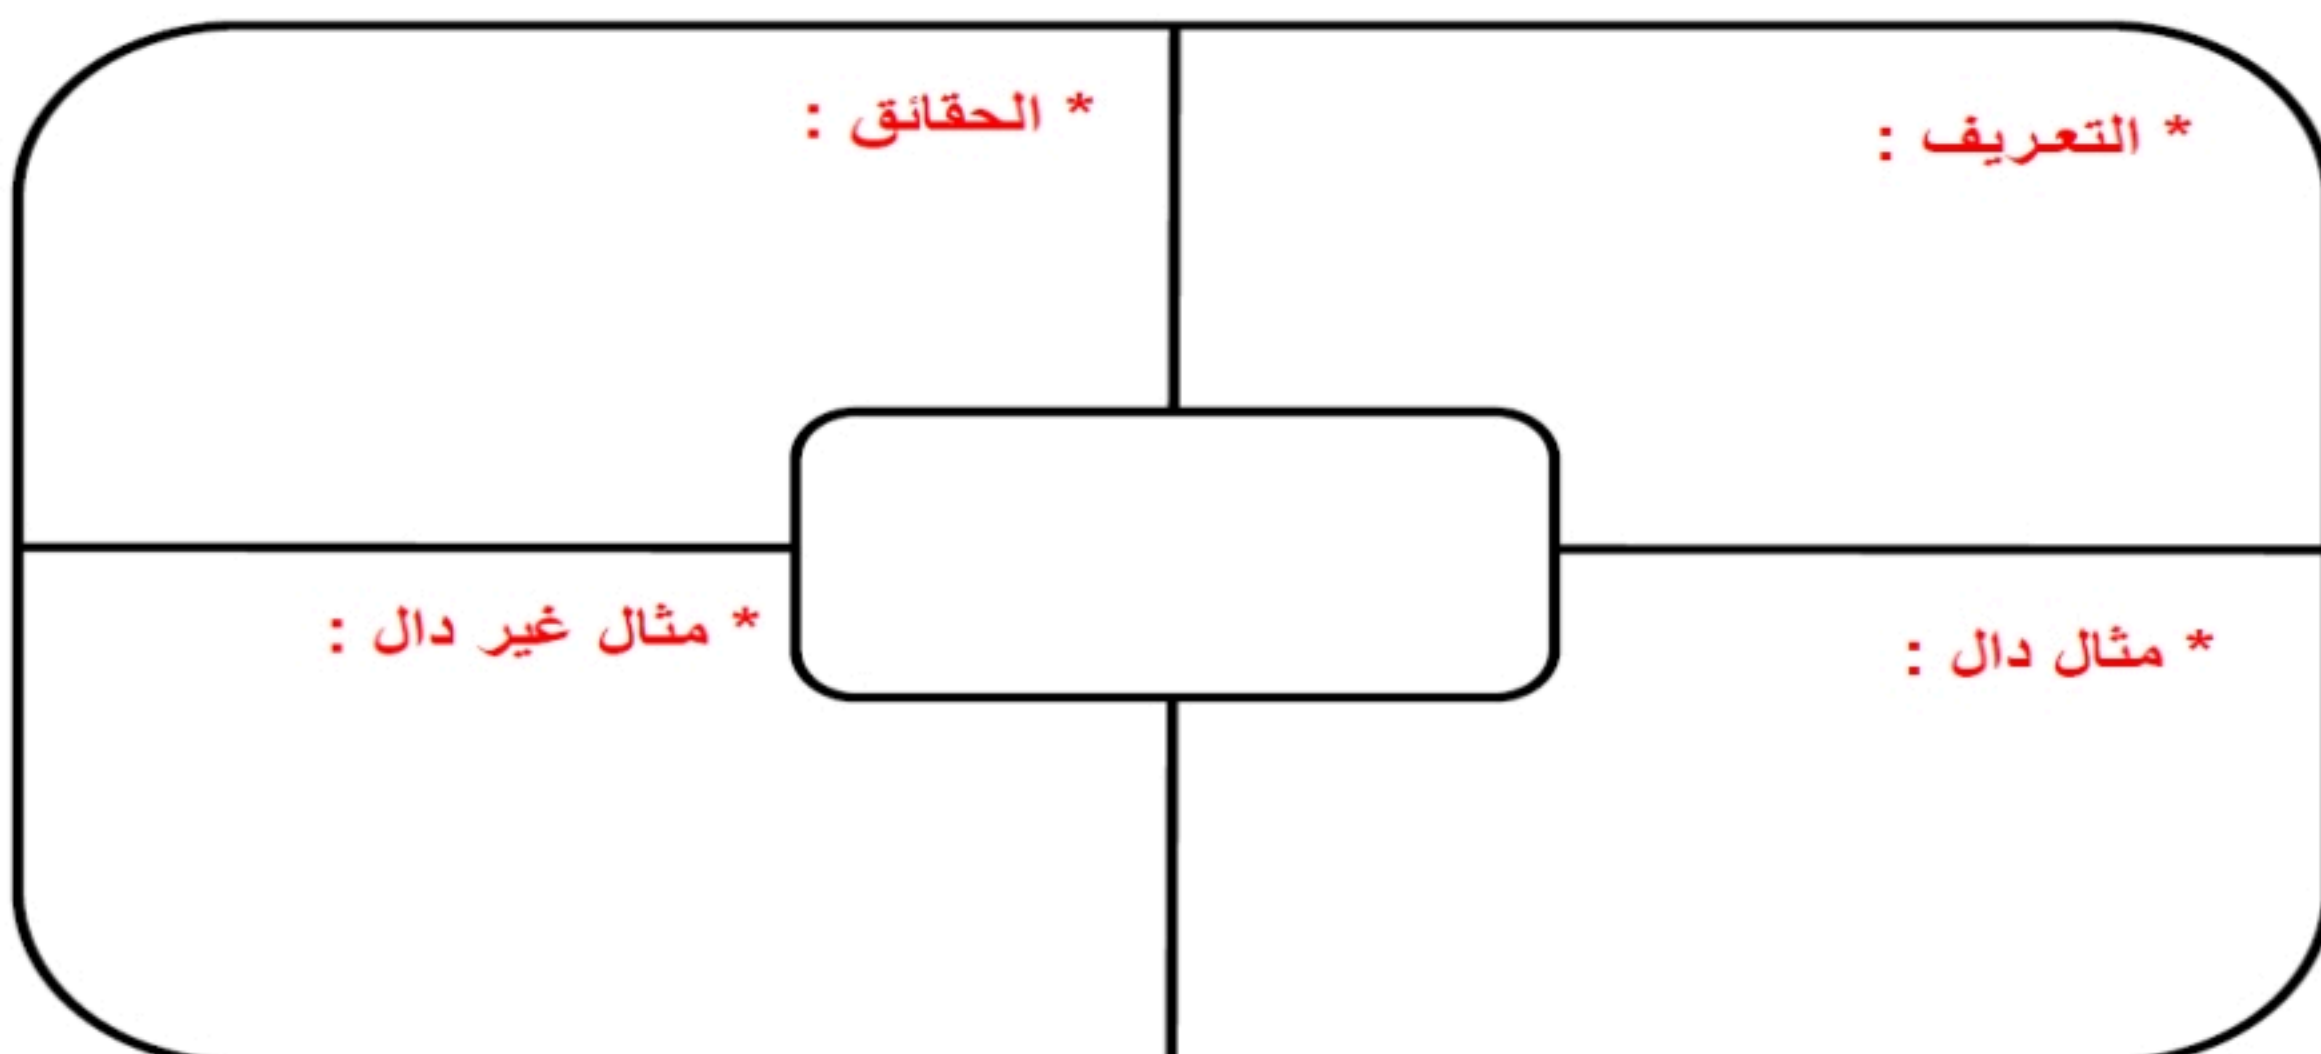 * التعريف :
* الحقائق :
* مثال دال :
* مثال غير دال :